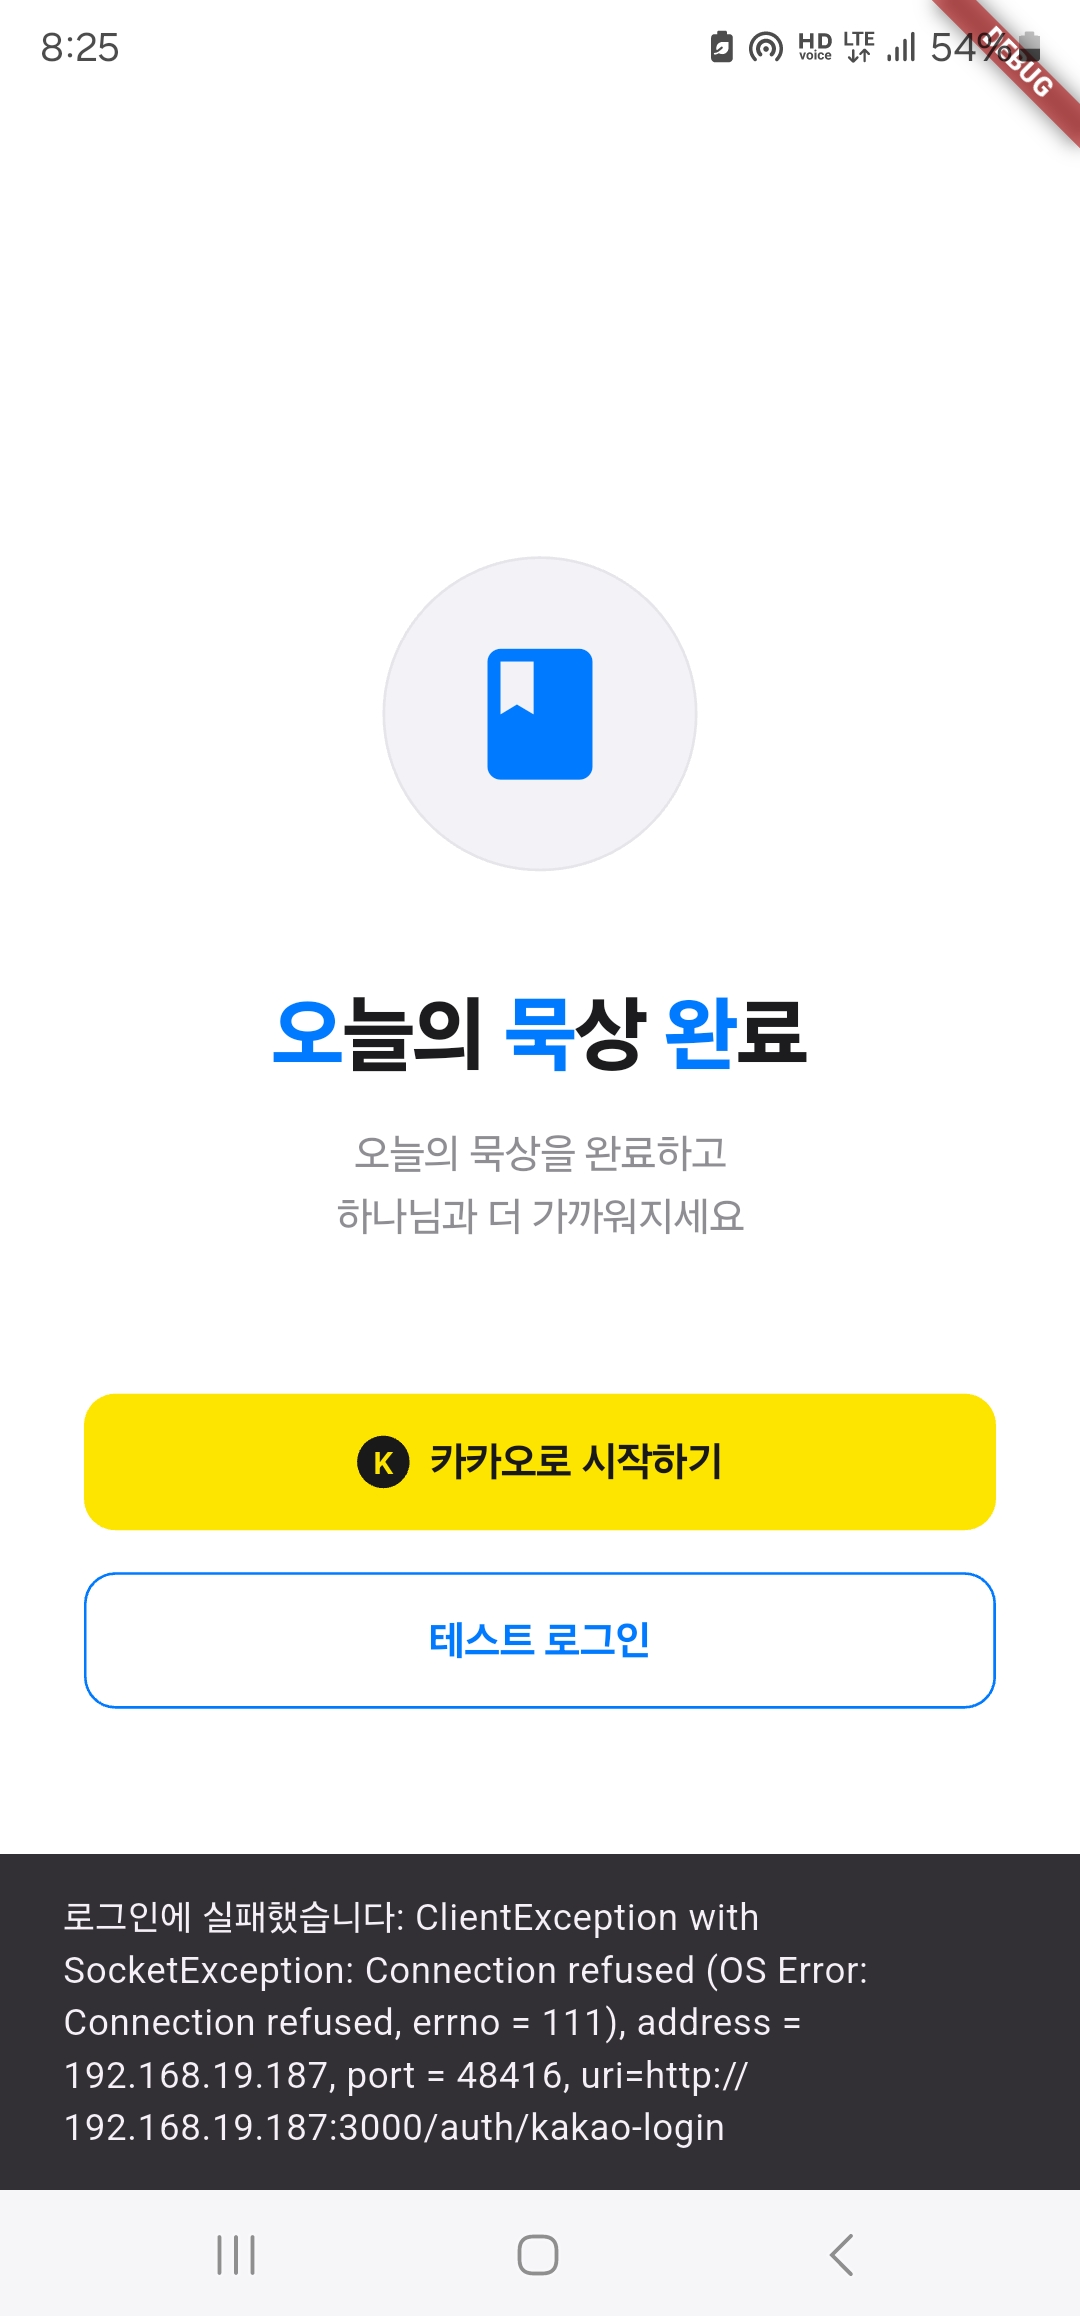 8:25
HD voice LTE 54%
DEBUG
오늘의 묵상 완료
오늘의 묵상을 완료하고
하나님과 더 가까워지세요
K 카카오로 시작하기
테스트 로그인
로그인에 실패했습니다: ClientException with
SocketException: Connection refused (OS Error:
Connection refused, errno = 111), address =
192.168.19.187, port = 48416, uri=http://
192.168.19.187:3000/auth/kakao-login